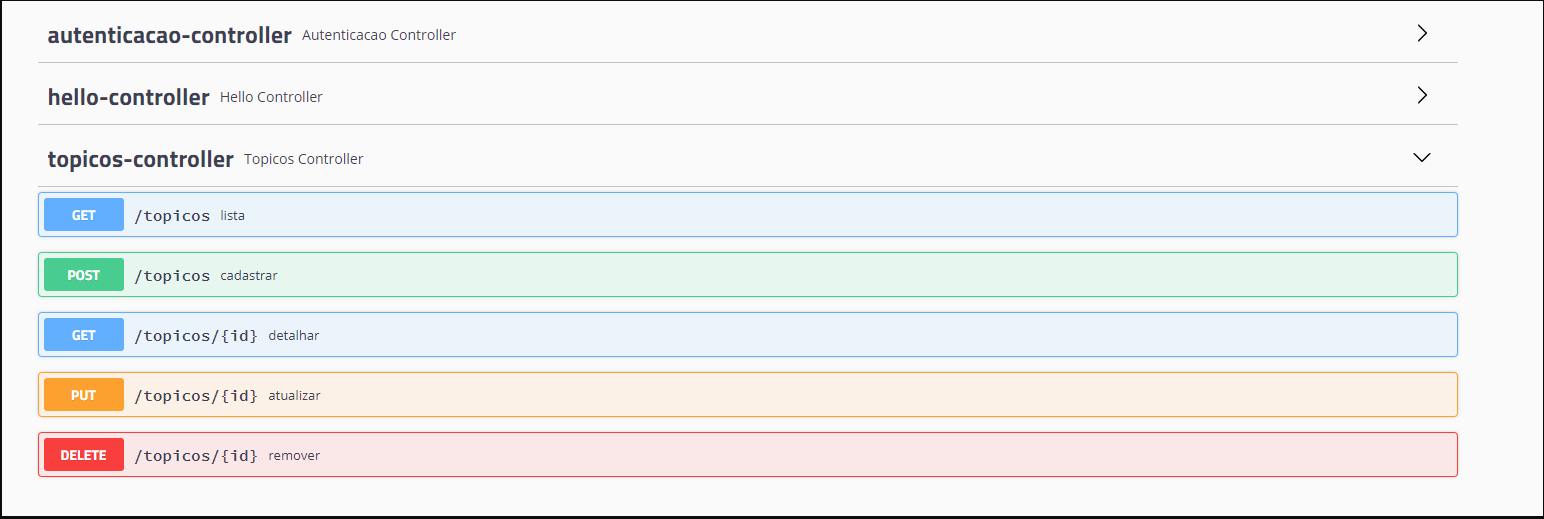 autenticacao-controller Autenticacao Controller
hello-controller Hello Controller
topicos-controller Topicos Controller
GET /topicos lista
POST /topicos cadastrar
GET /topicos/{id} detalhar
PUT /topicos/{id} atualizar
DELETE /topicos/{id} remover